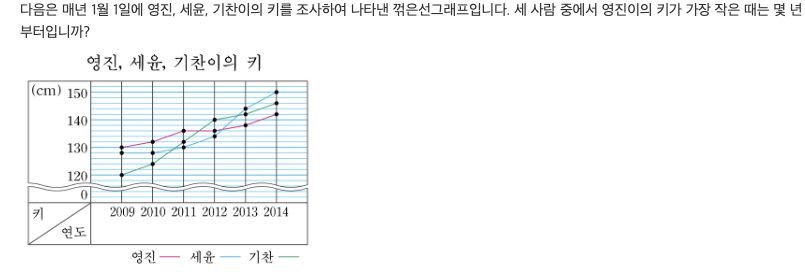 다음은 매년 1월 1일에 영진, 세윤, 기찬이의 키를 조사하여 나타낸 꺾은선그래프입니다. 세 사람 중에서 영진이의 키가 가장 작은 때는 몇 년
부터입니까?
영진, 세윤, 기찬이의 키
(cm) 150
140
130
120
0
키
연도
2009 2010 2011 2012 2013 2014
영진 세윤 기찬